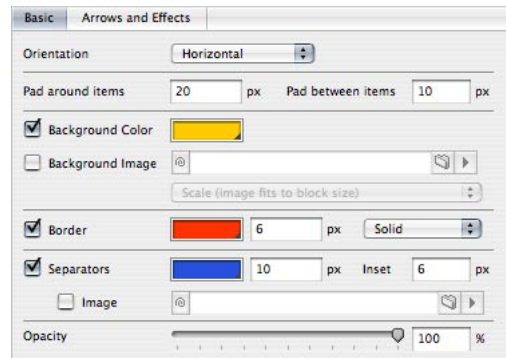 Basic Arrows and Effects
Orientation Horizontal
Pad around items 20 px Pad between items 10 px
Background Color
Background Image
Scale (image fits to block size)
Border 6 px Solid
Separators 10 px Inset 6 px
Image
Opacity 100 %